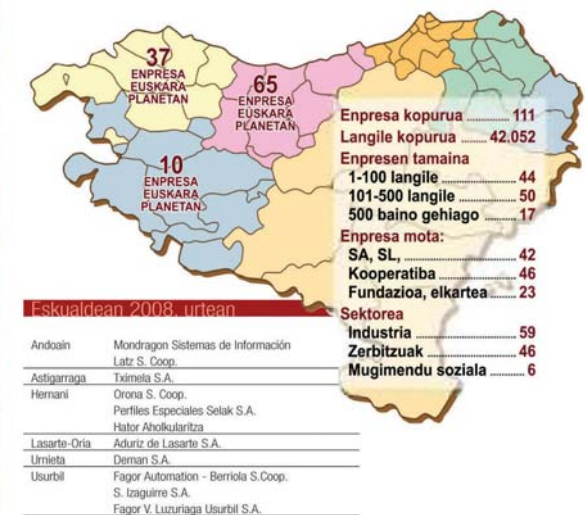 37
ENPRESA
EUSKARA
PLANETAN
65
ENPRESA
EUSKARA
PLANETAN
10
ENPRESA
EUSKARA
PLANETAN
Enpresa kopurua ........... 111
Langile kopurua ...... 42.052
Enpresen tamaina
1-100 langile ................ 44
101-500 langile ............ 50
500 baino gehiago ....... 17
Enpresa mota:
SA, SL, ......................... 42
Kooperatiba ................. 46
Fundazioa, elkartea ..... 23
Sektorea
Industria ...................... 59
Zerbitzuak .................... 46
Mugimendu soziala ........ 6
Eskualdean 2008. urtean
Andoain Mondragon Sistemas de Información
Latz S. Coop.
Astigarraga Tximela S.A.
Hernani Orona S. Coop.
Perfiles Especiales Selak S.A.
Hator Aholkularitza
Lasarte-Oria Aduriz de Lasarte S.A.
Urnieta Deman S.A.
Usurbil Fagor Automation - Berriola S.Coop.
S. Izaguirre S.A.
Fagor V. Luzuriaga Usurbil S.A.